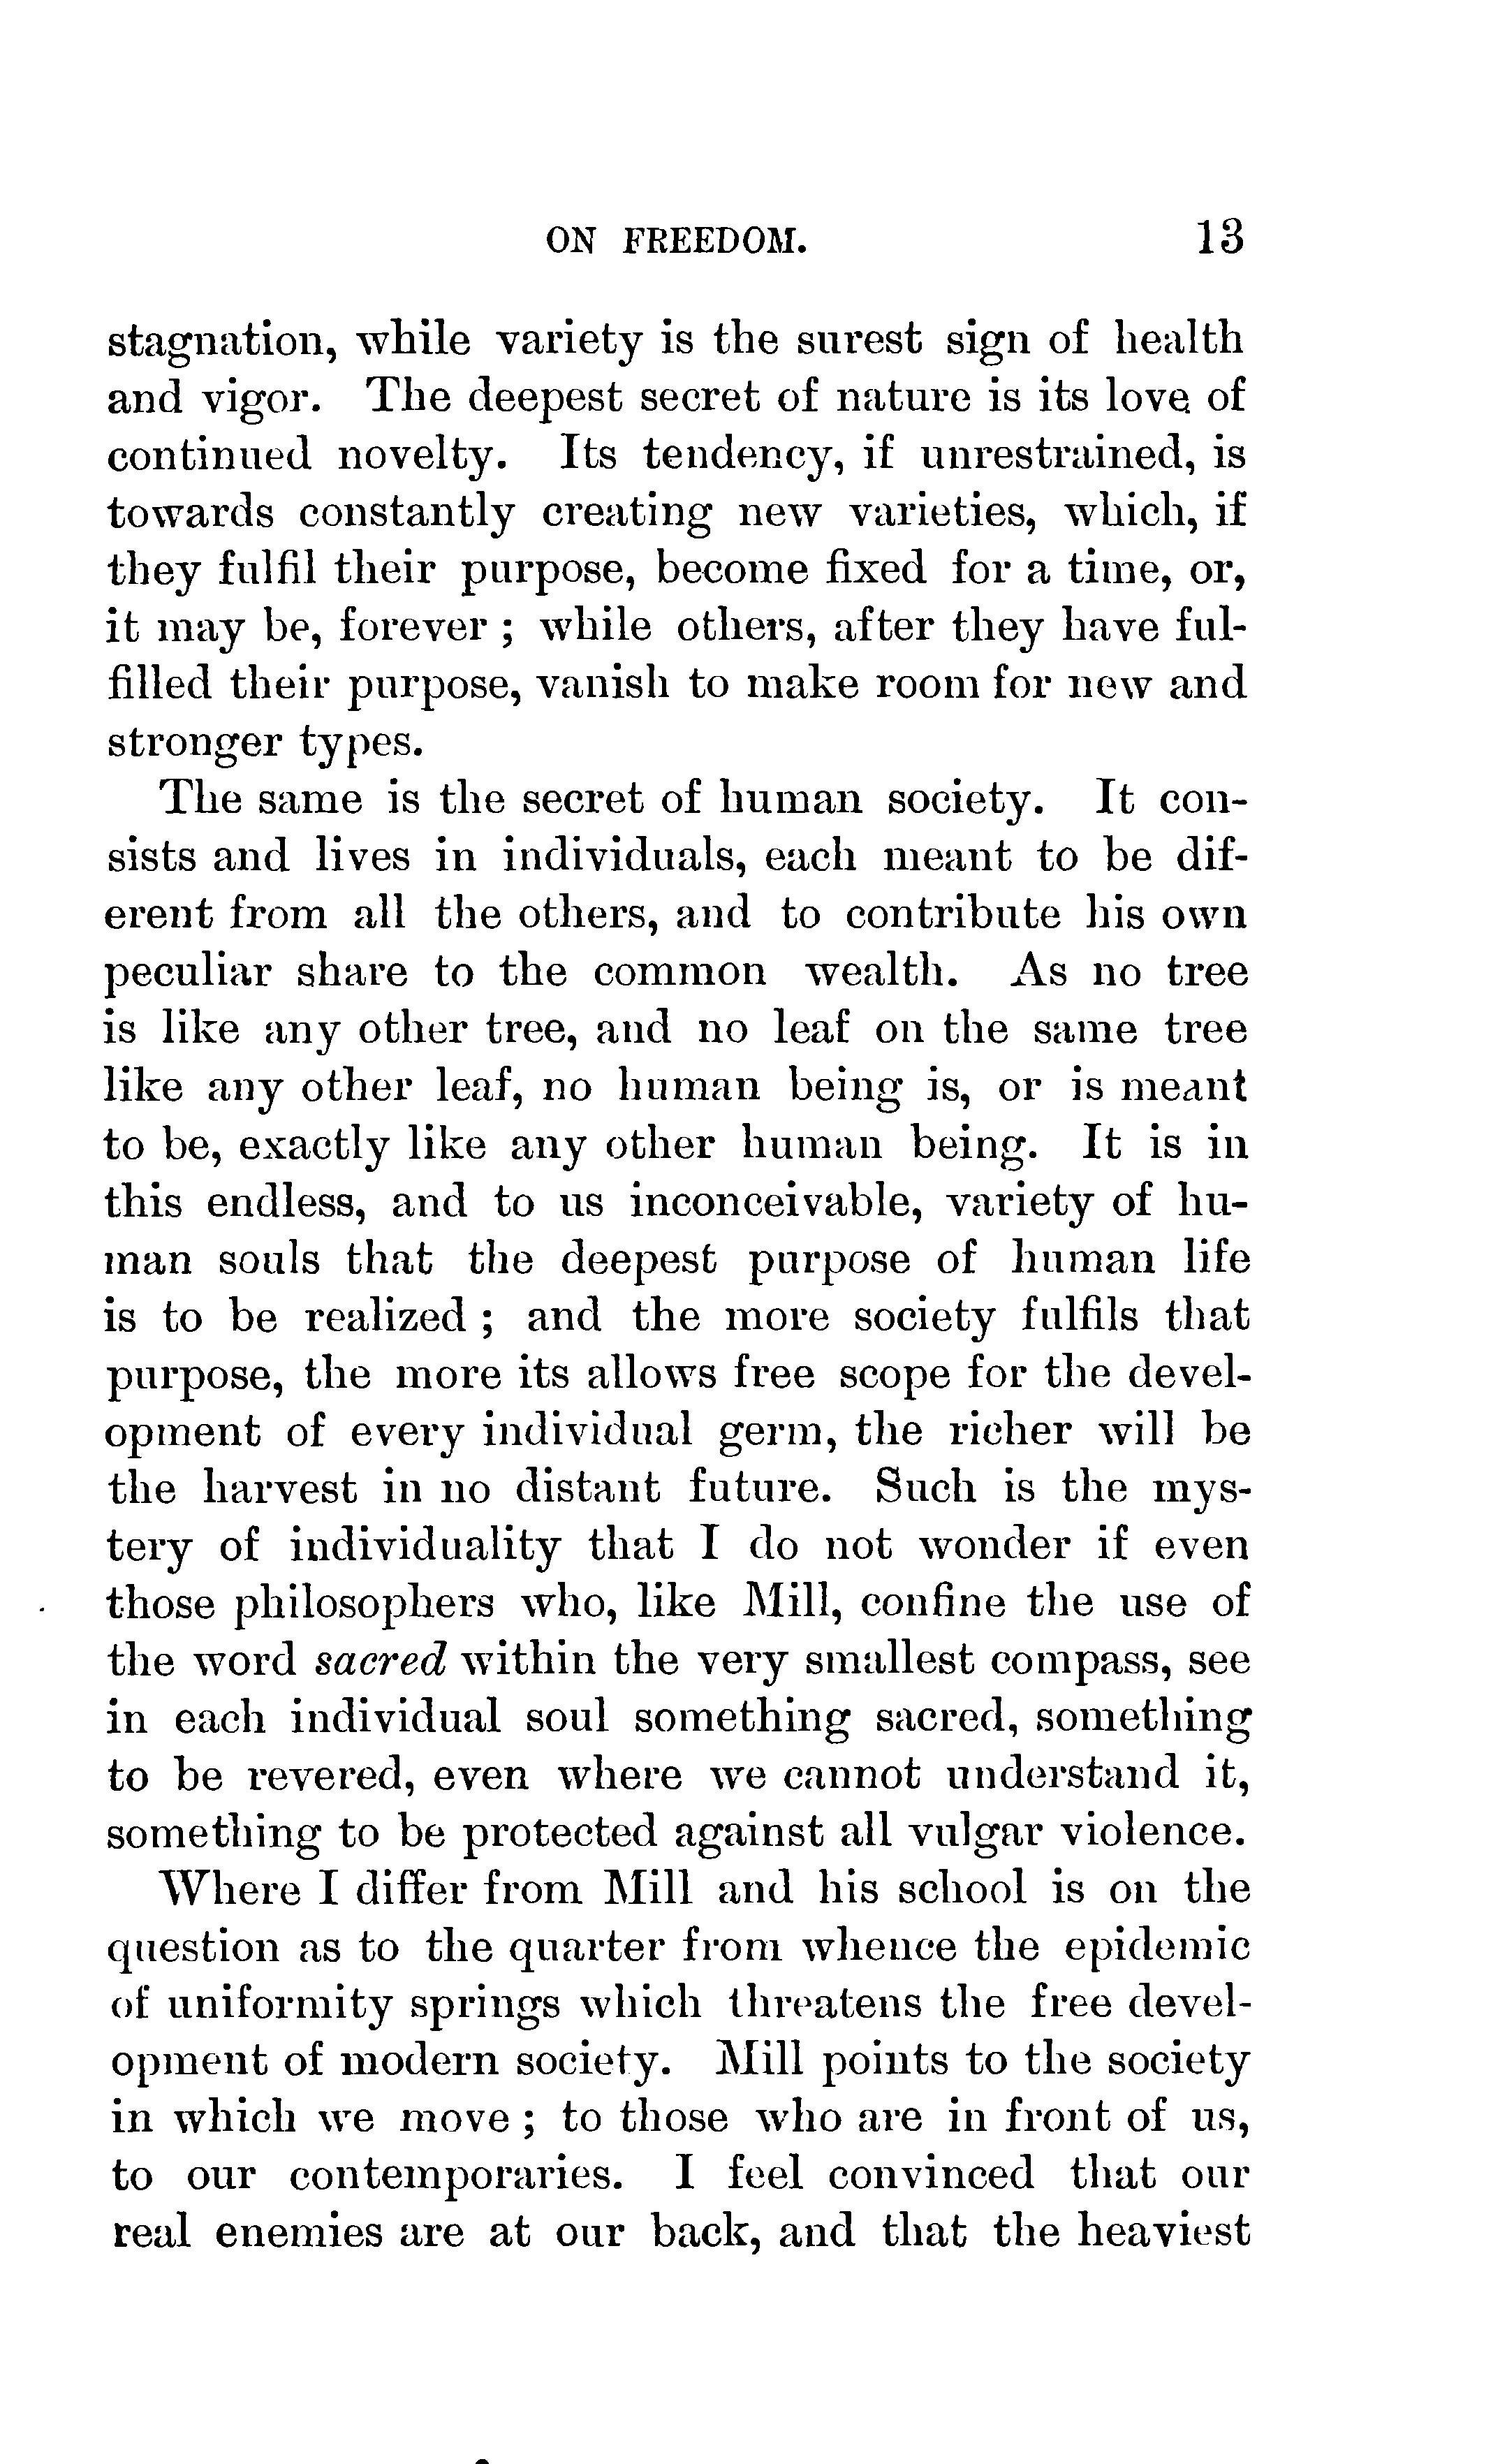 ON FREEDOM. 13
stagnation, while variety is the surest sign of health
and vigor. The deepest secret of nature is its love of
continued novelty. Its tendency, if unrestrained, is
towards constantly creating new varieties, which, if
they fulfil their purpose, become fixed for a time, or,
it may be, forever ; while others, after they have ful-
filled their purpose, vanish to make room for new and
stronger types.
The same is the secret of human society. It con-
sists and lives in individuals, each meant to be dif-
erent from all the others, and to contribute his own
peculiar share to the common wealth. As no tree
is like any other tree, and no leaf on the same tree
like any other leaf, no human being is, or is meant
to be, exactly like any other human being. It is in
this endless, and to us inconceivable, variety of hu-
man souls that the deepest purpose of human life
is to be realized ; and the more society fulfils that
purpose, the more its allows free scope for the devel-
opment of every individual germ, the richer will be
the harvest in no distant future. Such is the mys-
tery of individuality that I do not wonder if even
those philosophers who, like Mill, confine the use of
the word sacred within the very smallest compass, see
in each individual soul something sacred, something
to be revered, even where we cannot understand it,
something to be protected against all vulgar violence.
Where I differ from Mill and his school is on the
question as to the quarter from whence the epidemic
of uniformity springs which threatens the free devel-
opment of modern society. Mill points to the society
in which we move ; to those who are in front of us,
to our contemporaries. I feel convinced that our
real enemies are at our back, and that the heaviest